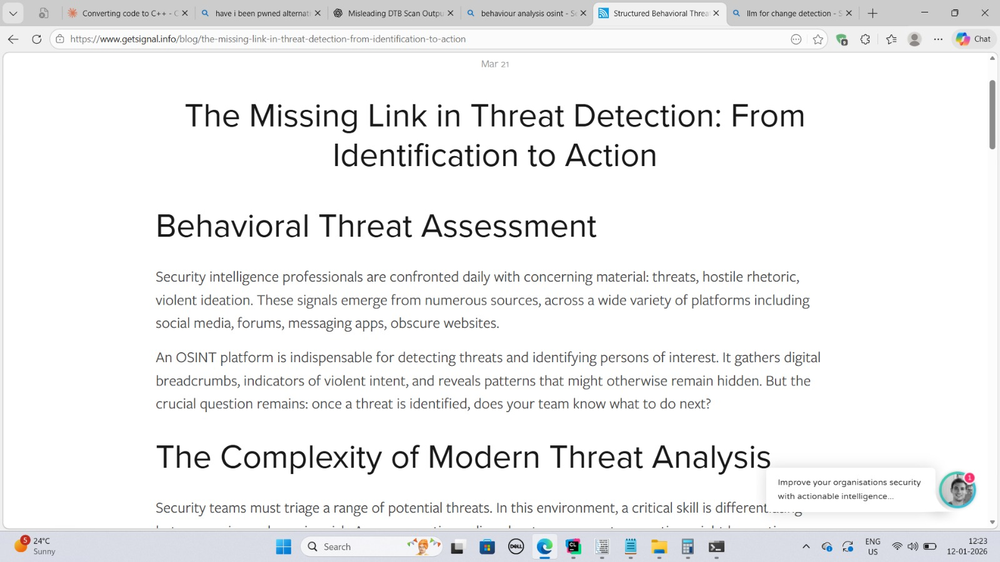 Converting code to C++ - C
have i been pwned alternati
Misleading DTB Scan Outpu
behaviour analysis osint - Se
Structured Behavioral Threa
llm for change detection - S
https://www.getsignal.info/blog/the-missing-link-in-threat-detection-from-identification-to-action
9
Chat
Mar 21
The Missing Link in Threat Detection: From
Identification to Action
Behavioral Threat Assessment
Security intelligence professionals are confronted daily with concerning material: threats, hostile rhetoric,
violent ideation. These signals emerge from numerous sources, across a wide variety of platforms including
social media, forums, messaging apps, obscure websites.
An OSINT platform is indispensable for detecting threats and identifying persons of interest. It gathers digital
breadcrumbs, indicators of violent intent, and reveals patterns that might otherwise remain hidden. But the
crucial question remains: once a threat is identified, does your team know what to do next?
The Complexity of Modern Threat Analysis
Improve your organisations security
with actionable intelligence...
1
Security teams must triage a range of potential threats. In this environment, a critical skill is differentiating
5
24°C
Sunny
Search
DELL
CL
ENG
US
12:23
12-01-2026